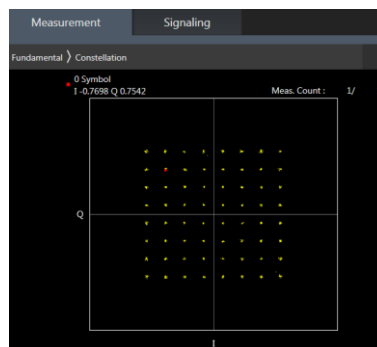 Measurement Signaling
Fundamental 〉 Constellation
0 Symbol
I -0.7698 Q 0.7542 Meas. Count : 1/
Q
I